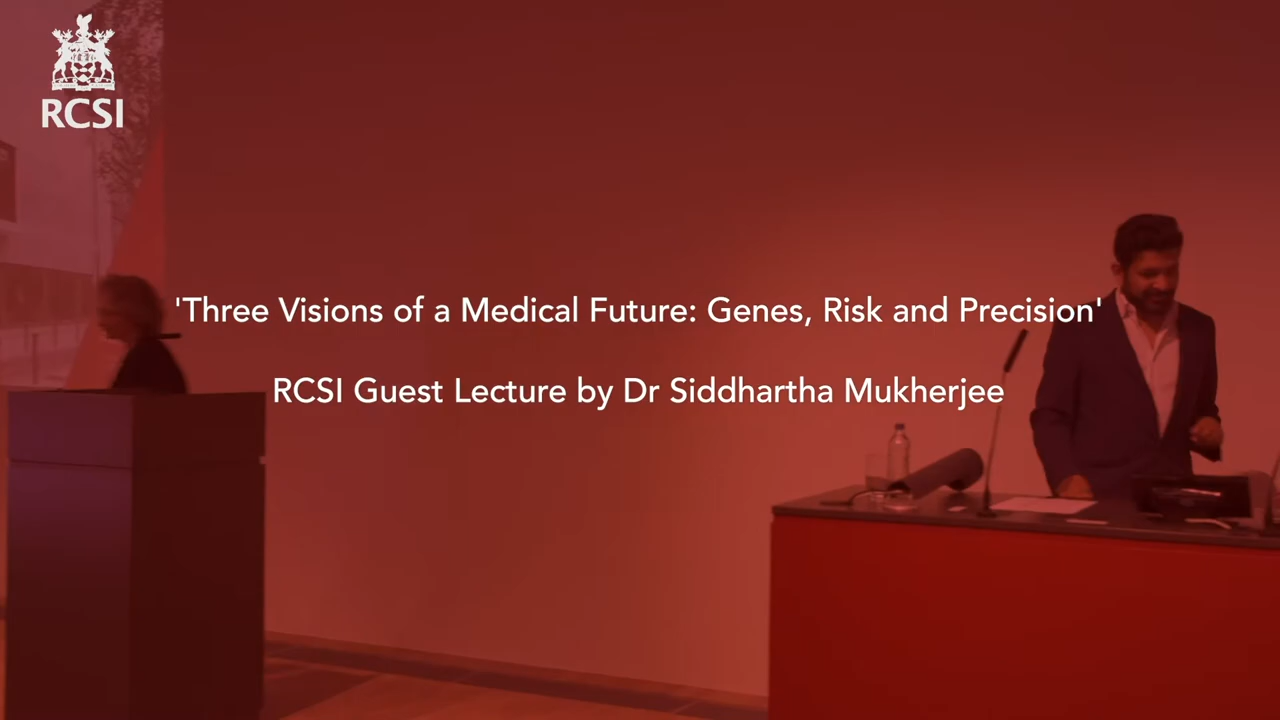 RCSI
'Three Visions of a Medical Future: Genes, Risk and Precision'
RCSI Guest Lecture by Dr Siddhartha Mukherjee